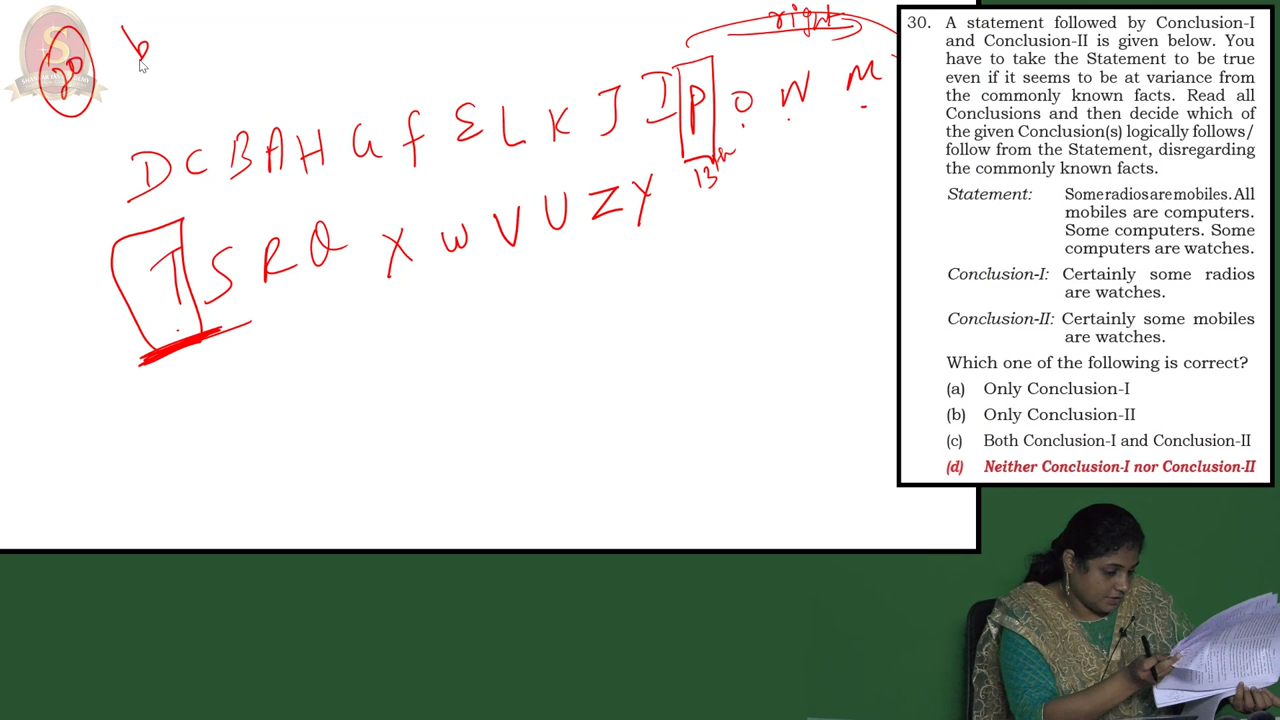 right
20 b
D C B A H G F E L K J I P O N M
13th
T S R Q X W V U Z Y
30. A statement followed by Conclusion-I
and Conclusion-II is given below. You
have to take the Statement to be true
even if it seems to be at variance from
the commonly known facts. Read all
Conclusions and then decide which of
the given Conclusion(s) logically follows/
follow from the Statement, disregarding
the commonly known facts.
Statement: Some radios are mobiles. All
mobiles are computers.
Some computers. Some
computers are watches.
Conclusion-I: Certainly some radios
are watches.
Conclusion-II: Certainly some mobiles
are watches.
Which one of the following is correct?
(a) Only Conclusion-I
(b) Only Conclusion-II
(c) Both Conclusion-I and Conclusion-II
(d) Neither Conclusion-I nor Conclusion-II